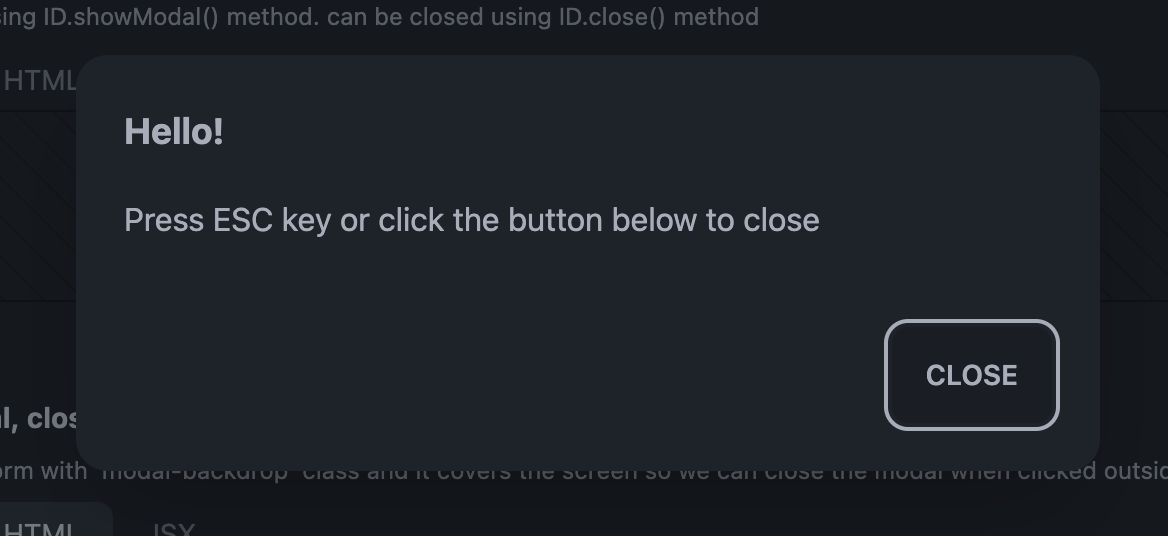 ing ID.showModal() method. can be closed using ID.close() method
HTML
Hello!
Press ESC key or click the button below to close
CLOSE
l, clos
orm with `modal-backdrop` class and it covers the screen so we can close the modal when clicked outsid
HTML JSX